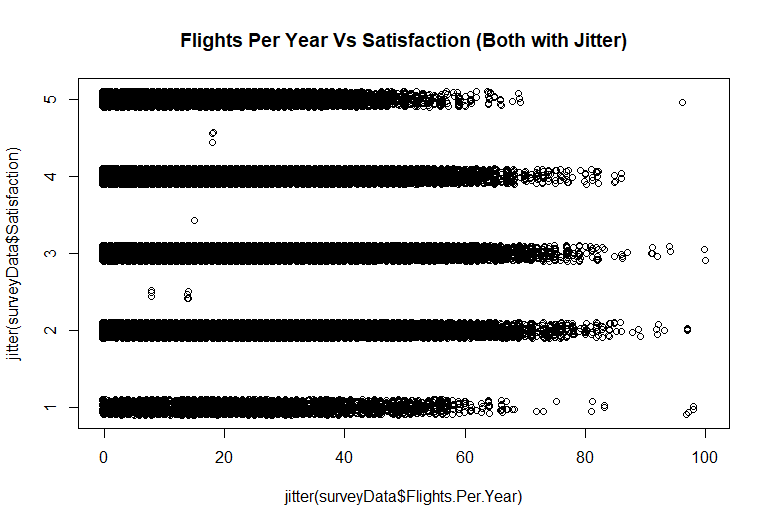 Flights Per Year Vs Satisfaction (Both with Jitter)
jitter(surveyData$Satisfaction)
5
4
3
2
1
0 20 40 60 80 100
jitter(surveyData$Flights.Per.Year)